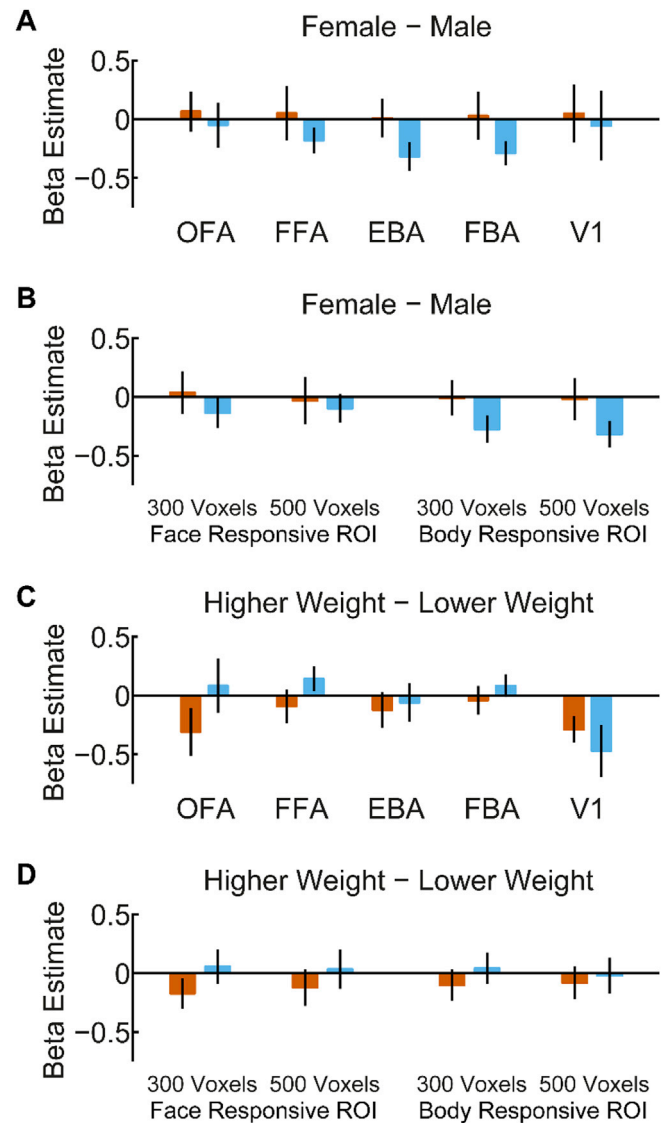 A
Female − Male
Beta Estimate
0.5
0
−0.5
OFA FFA EBA FBA V1
B
Female − Male
Beta Estimate
0.5
0
−0.5
300 Voxels 500 Voxels 300 Voxels 500 Voxels
Face Responsive ROI Body Responsive ROI
C
Higher Weight − Lower Weight
Beta Estimate
0.5
0
−0.5
OFA FFA EBA FBA V1
D
Higher Weight − Lower Weight
Beta Estimate
0.5
0
−0.5
300 Voxels 500 Voxels 300 Voxels 500 Voxels
Face Responsive ROI Body Responsive ROI